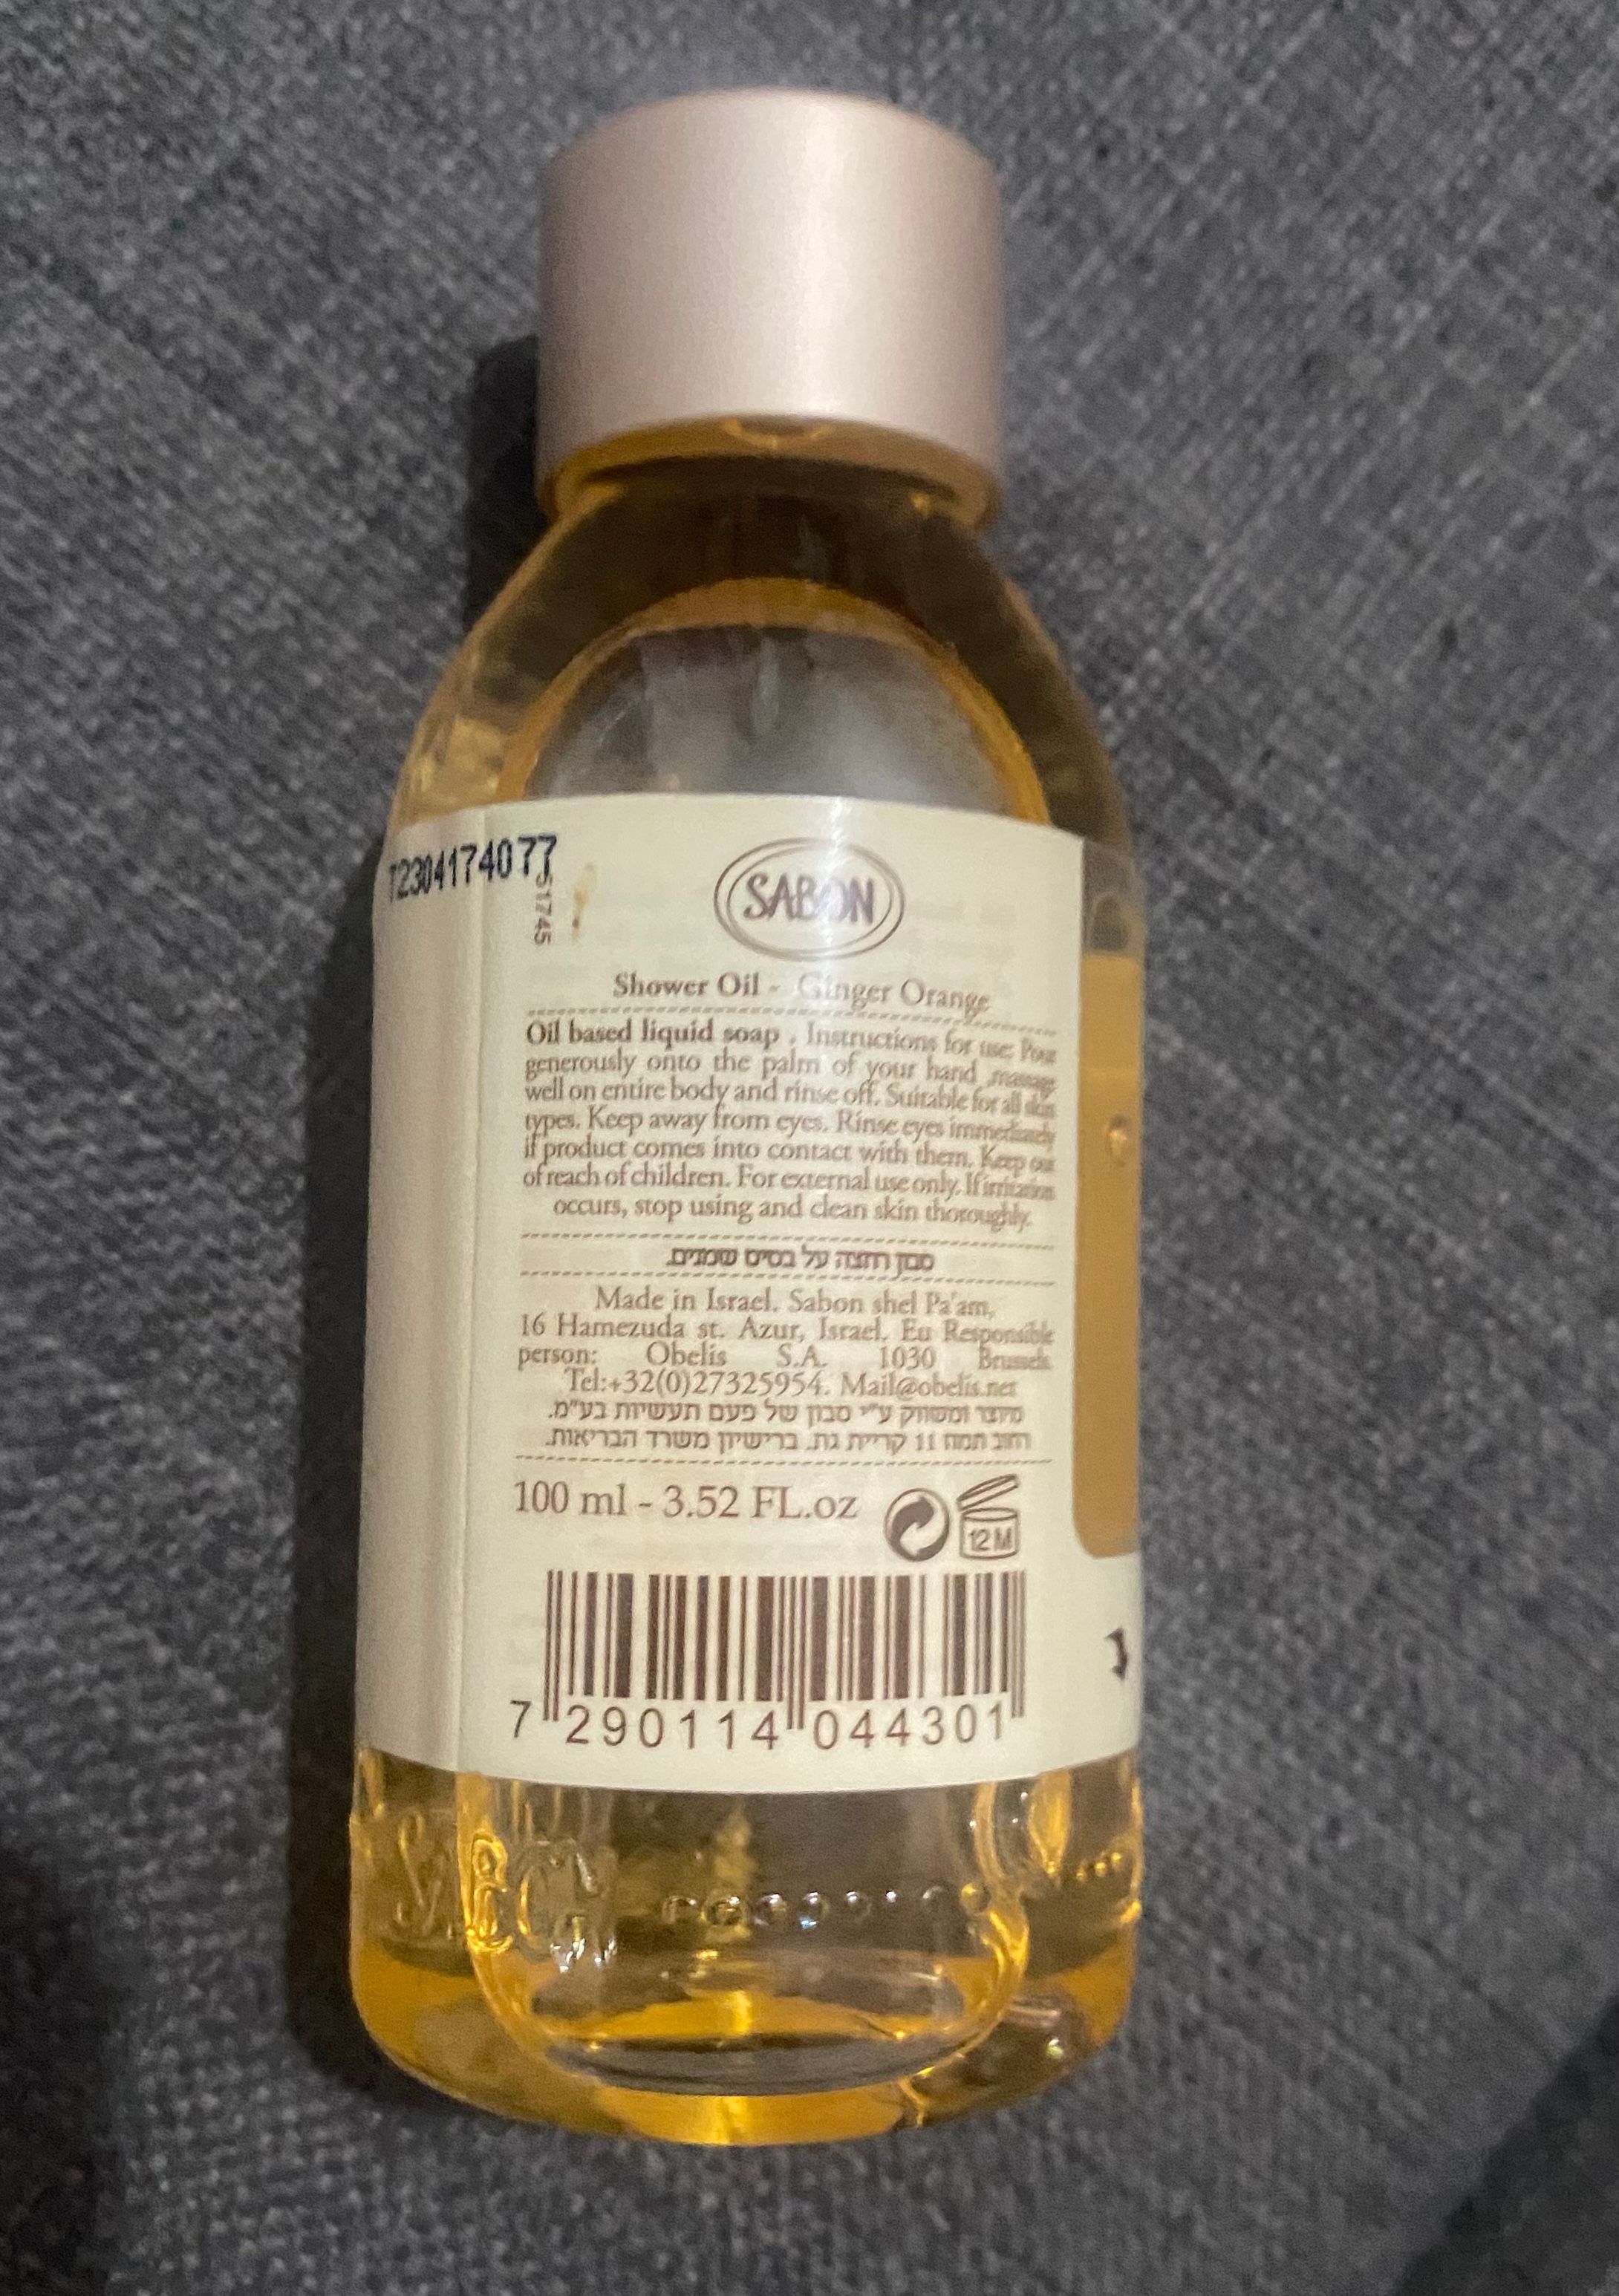 T2304174077
51745
SABON
Shower Oil - Ginger Orange
Oil based liquid soap . Instructions for use: Pour
generously onto the palm of your hand ,massage
well on entire body and rinse off. Suitable for all skin
types. Keep away from eyes. Rinse eyes immediately
if product comes into contact with them. Keep out
of reach of children. For external use only. If irritation
occurs, stop using and clean skin thoroughly.
סבון רחצה על בסיס שמנים.
Made in Israel. Sabon shel Pa'am,
16 Hamezuda st. Azur, Israel. Eu Responsible
person: Obelis S.A. 1030 Brussels.
Tel:+32(0)27325954. Mail@obelis.net
מיוצר ומשווק ע"י סבון של פעם תעשיות בע"מ.
רחוב תמח 11 קריית גת. ברישיון משרד הבריאות.
100 ml - 3.52 FL.oz
12 M
7 290114 044301